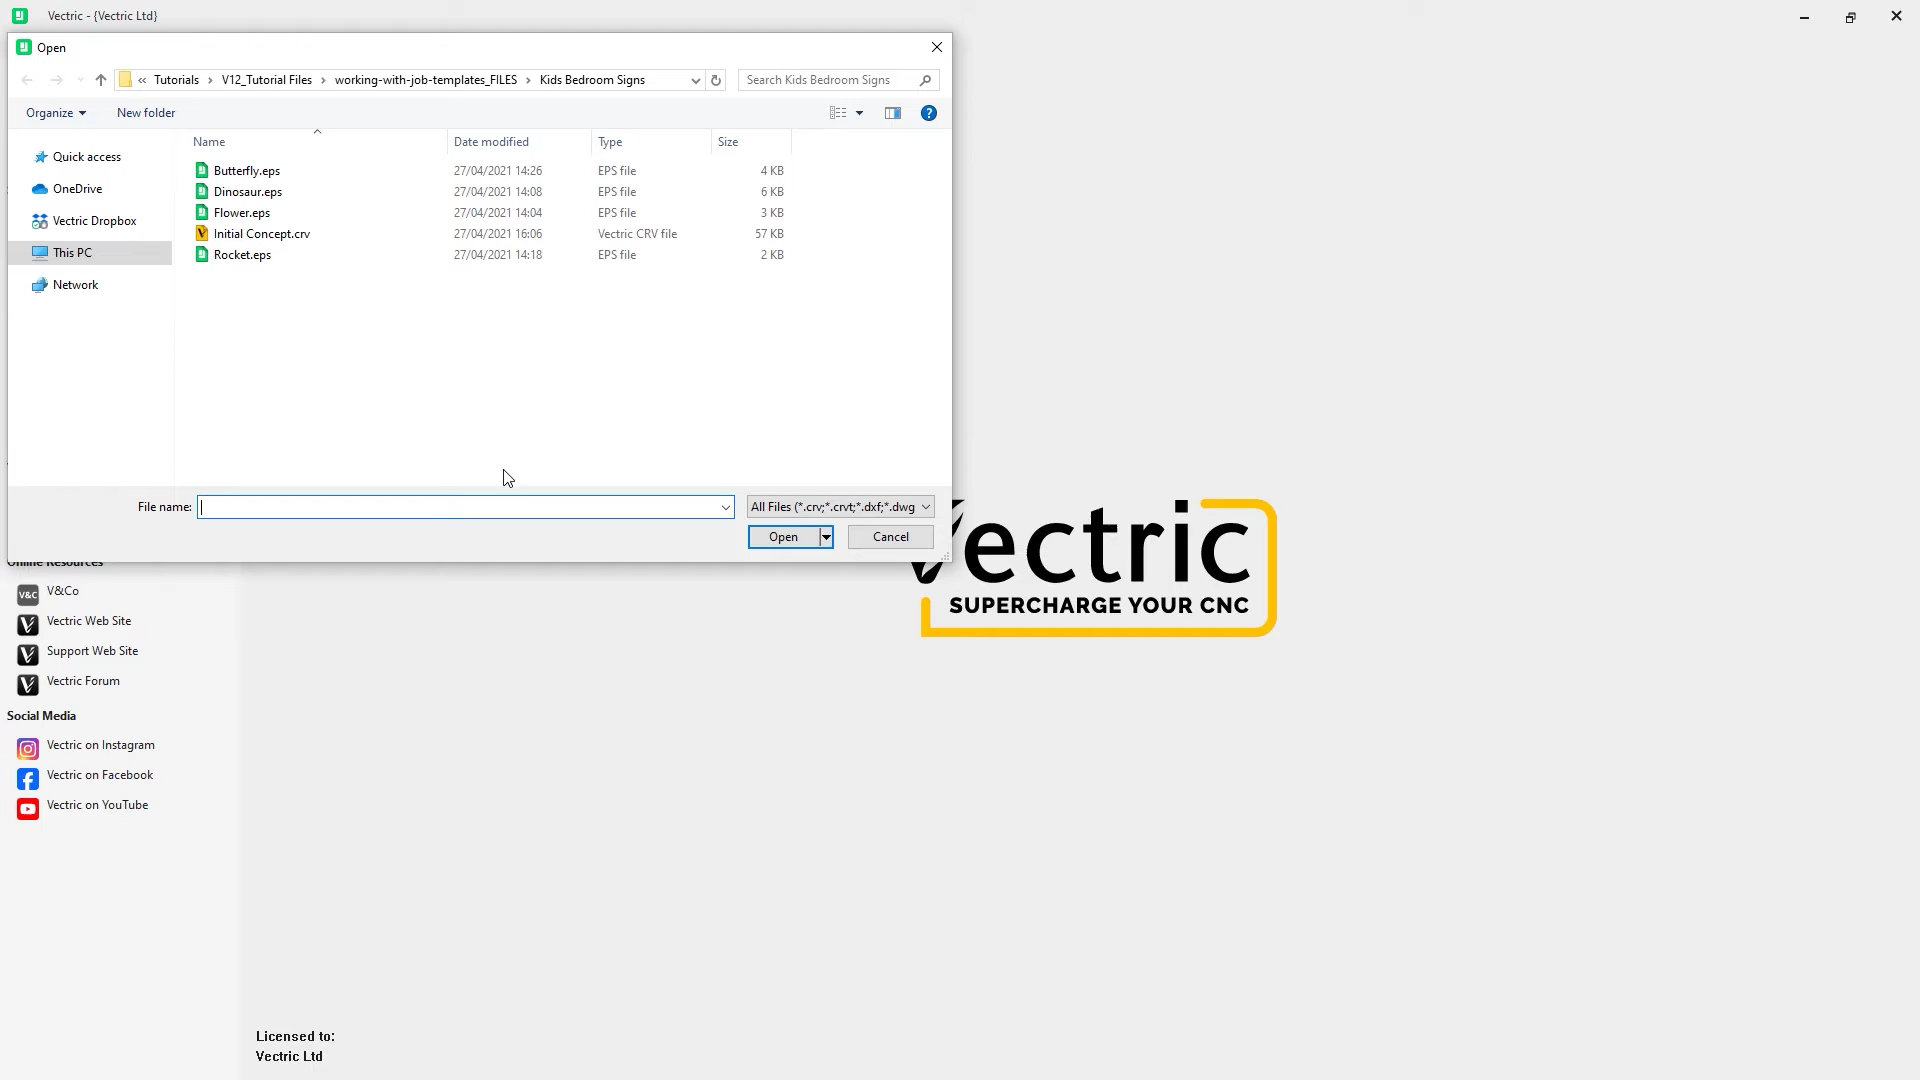 Vectric - {Vectric Ltd}
Open
« Tutorials › V12_Tutorial Files › working-with-job-templates_FILES › Kids Bedroom Signs
Search Kids Bedroom Signs
Organize
New folder
Name Date modified Type Size
Quick access
OneDrive
Vectric Dropbox
This PC
Network
Butterfly.eps 27/04/2021 14:26 EPS file 4 KB
Dinosaur.eps 27/04/2021 14:08 EPS file 6 KB
Flower.eps 27/04/2021 14:04 EPS file 3 KB
Initial Concept.crv 27/04/2021 16:06 Vectric CRV file 57 KB
Rocket.eps 27/04/2021 14:18 EPS file 2 KB
File name:
All Files (*.crv;*.crvt;*.dxf;*.dwg
Open
Cancel
Vectric
SUPERCHARGE YOUR CNC
Online Resources
V&C
V&Co
Vectric Web Site
Support Web Site
Vectric Forum
Social Media
Vectric on Instagram
Vectric on Facebook
Vectric on YouTube
Licensed to:
Vectric Ltd